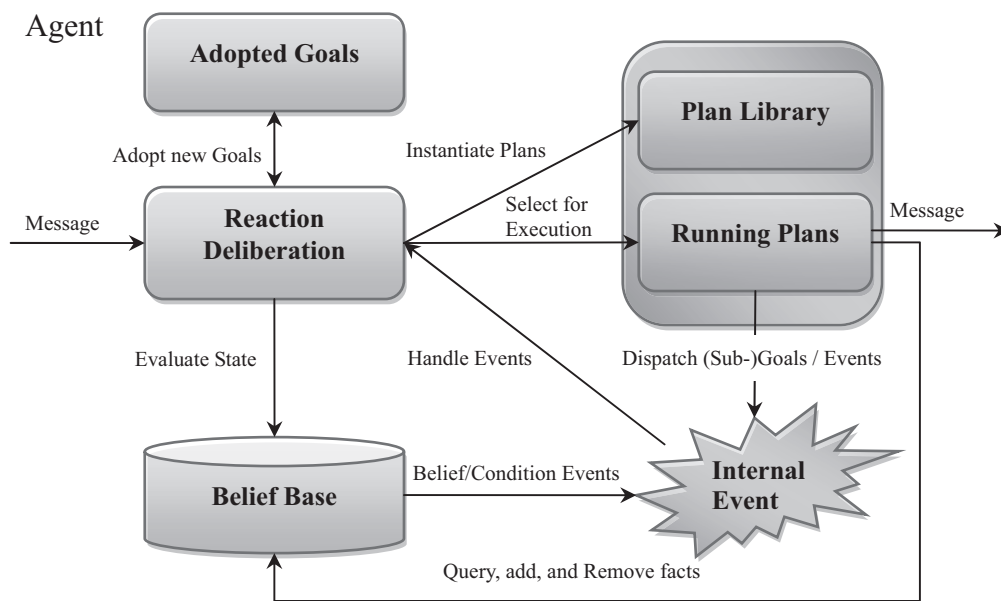 Agent
Adopted Goals
Plan Library
Adopt new Goals
Instantiate Plans
Message
Reaction
Deliberation
Select for
Execution
Running Plans
Message
Evaluate State
Handle Events
Dispatch (Sub-)Goals / Events
Belief Base
Belief/Condition Events
Internal
Event
Query, add, and Remove facts